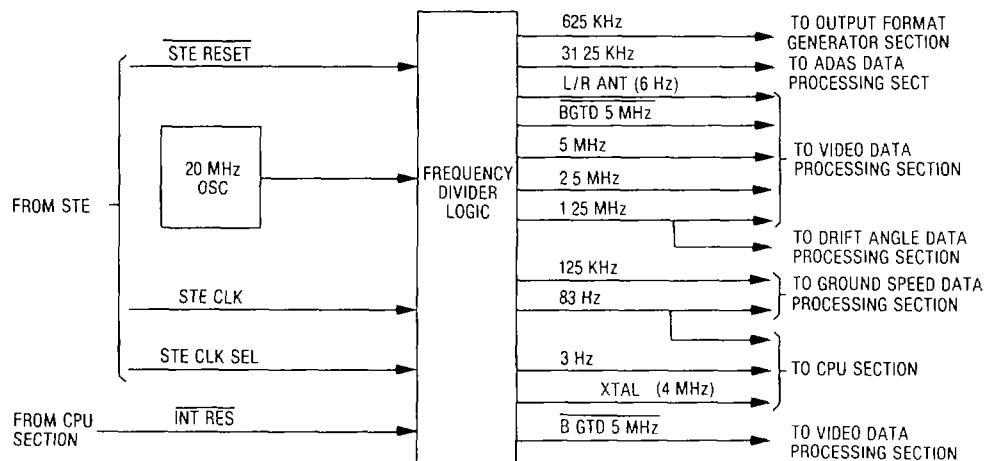 625 KHz
TO OUTPUT FORMAT
GENERATOR SECTION
STE RESET
31 25 KHz
TO ADAS DATA
PROCESSING SECT
L/R ANT (6 Hz)
BGTD 5 MHz
20 MHz
OSC
FREQUENCY
DIVIDER
LOGIC
5 MHz
TO VIDEO DATA
PROCESSING SECTION
2 5 MHz
FROM STE
1 25 MHz
TO DRIFT ANGLE DATA
PROCESSING SECTION
125 KHz
TO GROUND SPEED DATA
PROCESSING SECTION
STE CLK
83 Hz
STE CLK SEL
3 Hz
TO CPU SECTION
XTAL (4 MHz)
FROM CPU
SECTION
INT RES
B GTD 5 MHz
TO VIDEO DATA
PROCESSING SECTION